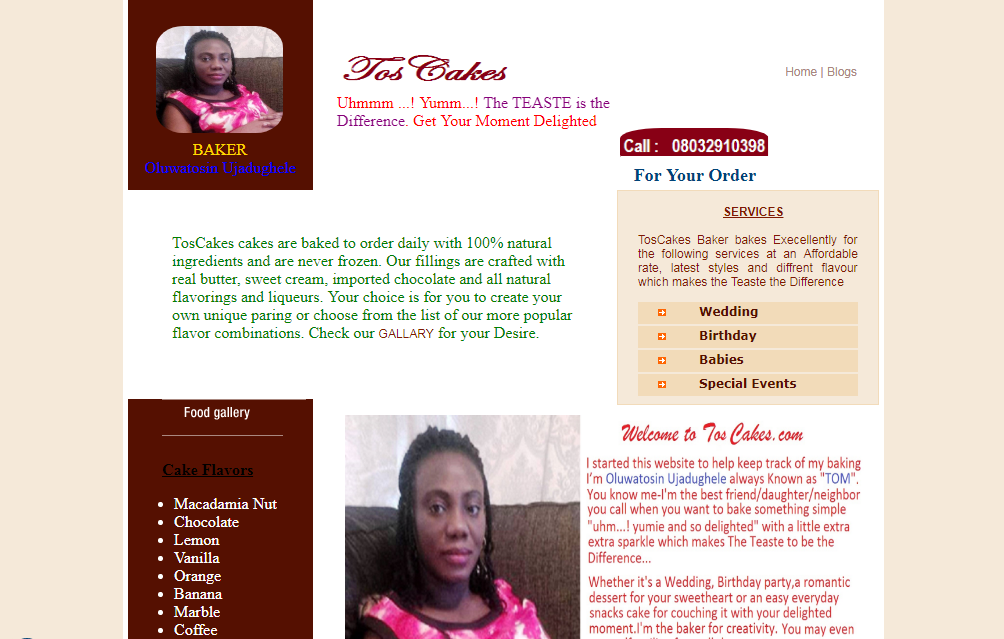 BAKER
Oluwatosin Ujadughele
TosCakes
Uhmmm ...! Yumm...! The TEASTE is the
Difference. Get Your Moment Delighted
Home | Blogs
Call : 08032910398
For Your Order
TosCakes cakes are baked to order daily with 100% natural
ingredients and are never frozen. Our fillings are crafted with
real butter, sweet cream, imported chocolate and all natural
flavorings and liqueurs. Your choice is for you to create your
own unique paring or choose from the list of our more popular
flavor combinations. Check our GALLARY for your Desire.
SERVICES
TosCakes Baker bakes Execellently for
the following services at an Affordable
rate, latest styles and diffrent flavour
which makes the Teaste the Difference
Wedding
Birthday
Babies
Special Events
Food gallery
Cake Flavors
Macadamia Nut
Chocolate
Lemon
Vanilla
Orange
Banana
Marble
Coffee
Welcome to TosCakes.com
I started this website to help keep track of my baking
I'm Oluwatosin Ujadughele always Known as "TOM".
You know me-I'm the best friend/daughter/neighbor
you call when you want to bake something simple
"uhm...! yumie and so delighted" with a little extra
extra sparkle which makes The Teaste to be the
Difference...
Whether it's a Wedding, Birthday party,a romantic
dessert for your sweetheart or an easy everyday
snacks cake for couching it with your delighted
moment.I'm the baker for creativity. You may even